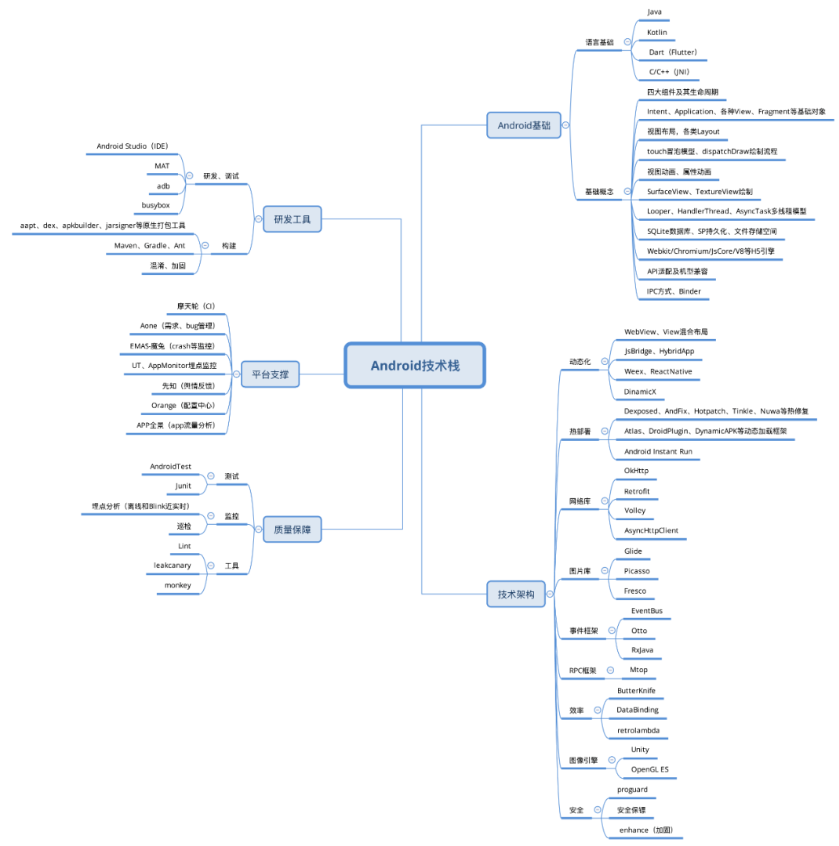 Android技术栈
Android基础
语言基础
Java
Kotlin
Dart（Flutter）
C/C++（JNI）
基础概念
四大组件及其生命周期
Intent、Application、各种View、Fragment等基础对象
视图布局，各类Layout
touch冒泡模型、dispatchDraw绘制流程
视图动画、属性动画
SurfaceView、TextureView绘制
Looper、HandlerThread、AsyncTask多线程模型
SQLite数据库、SP持久化、文件存储空间
Webkit/Chromium/JsCore/V8等H5引擎
API适配及机型兼容
IPC方式、Binder
技术架构
动态化
WebView、View混合布局
JsBridge、HybridApp
Weex、ReactNative
DinamicX
热部署
Dexposed、AndFix、Hotpatch、Tinkle、Nuwa等热修复
Atlas、DroidPlugin、DynamicAPK等动态加载框架
Android Instant Run
网络库
OkHttp
Retrofit
Volley
AsyncHttpClient
图片库
Glide
Picasso
Fresco
事件框架
EventBus
Otto
RxJava
RPC框架
Mtop
效率
ButterKnife
DataBinding
retrolambda
图像引擎
Unity
OpenGL ES
安全
proguard
安全保镖
enhance（加固）
研发工具
研发、调试
Android Studio（IDE）
MAT
adb
busybox
构建
aapt、dex、apkbuilder、jarsigner等原生打包工具
Maven、Gradle、Ant
混淆、加固
平台支撑
摩天轮（CI）
Aone（需求、bug管理）
EMAS-魔兔（crash等监控）
UT、AppMonitor埋点监控
先知（舆情反馈）
Orange（配置中心）
APP全景（app流量分析）
质量保障
测试
AndroidTest
Junit
监控
埋点分析（离线和Blink近实时）
巡检
工具
Lint
leakcanary
monkey